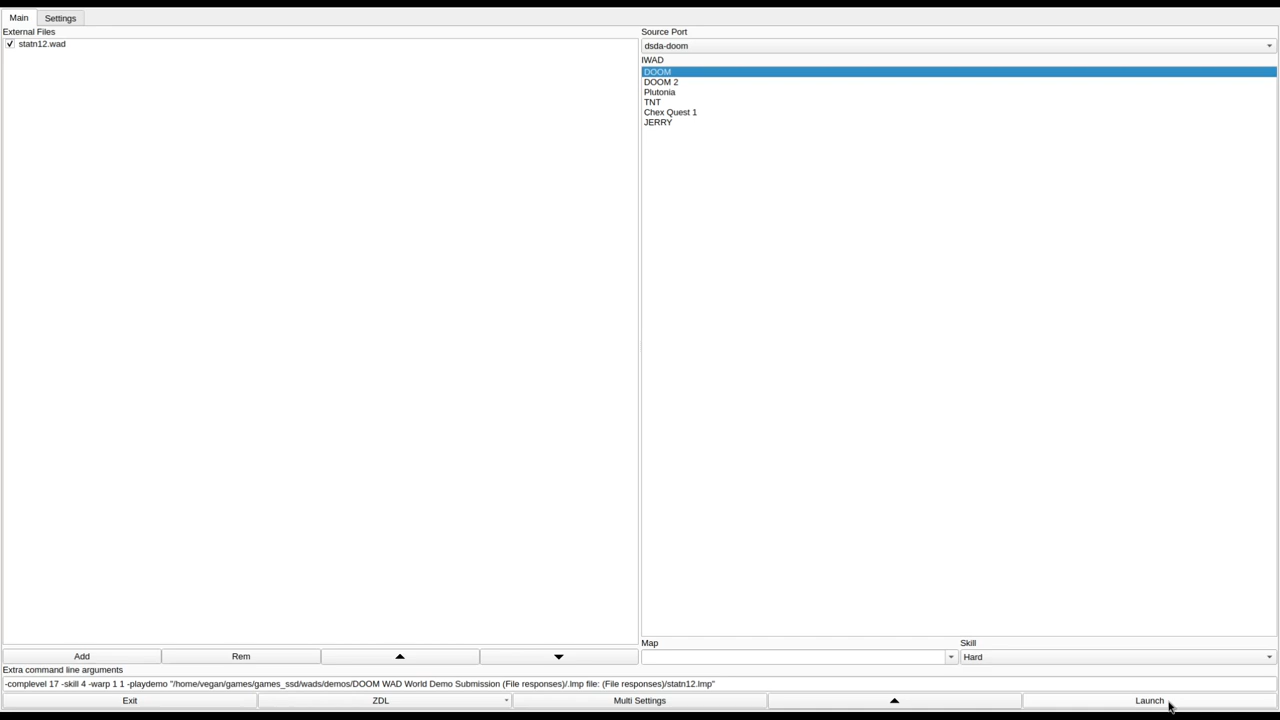 Main Settings
External Files
statn12.wad
Source Port
dsda-doom
IWAD
DOOM
DOOM 2
Plutonia
TNT
Chex Quest 1
JERRY
Map Skill
Hard
Add Rem
Extra command line arguments
-complevel 17 -skill 4 -warp 1 1 -playdemo "/home/vegan/games/games_ssd/wads/demos/DOOM WAD World Demo Submission (File responses)/.lmp file: (File responses)/statn12.lmp"
Exit ZDL Multi Settings Launch